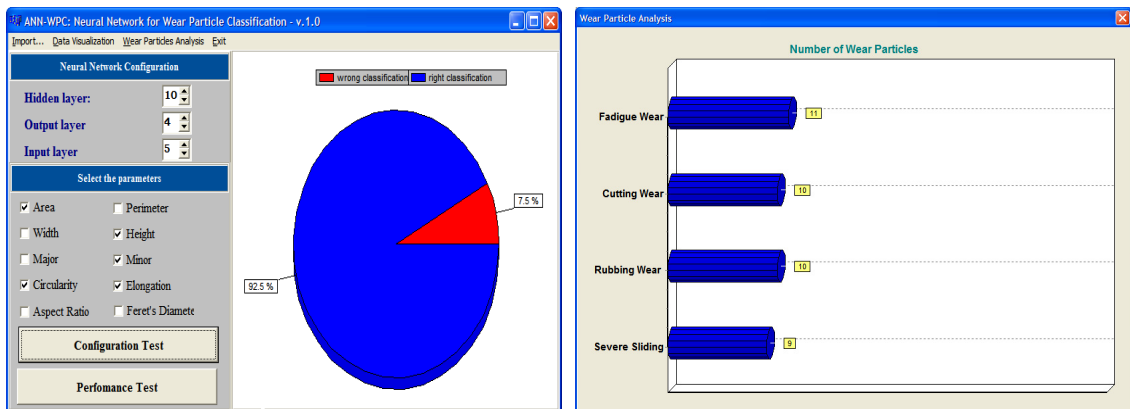 ANN-WPC: Neural Network for Wear Particle Classification - v.1.0
Import... Data Visualization Wear Particles Analysis Exit
Neural Network Configuration
Hidden layer: 10
Output layer 4
Input layer 5
Select the parameters
Area Perimeter
Width Height
Major Minor
Circularity Elongation
Aspect Ratio Feret's Diamete
Configuration Test
Perfomance Test
wrong classification right classification
7.5 %
92.5 %
Wear Particle Analysis
Number of Wear Particles
Fadigue Wear 11
Cutting Wear 10
Rubbing Wear 10
Severe Sliding 9